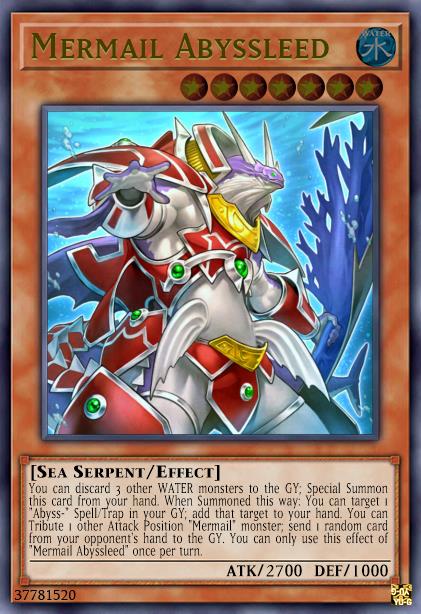 MERMAIL ABYSSLEED
WATER
水
[SEA SERPENT/EFFECT]
You can discard 3 other WATER monsters to the GY; Special Summon
this card from your hand. When Summoned this way: You can target 1
"Abyss-" Spell/Trap in your GY; add that target to your hand. You can
Tribute 1 other Attack Position "Mermail" monster; send 1 random card
from your opponent's hand to the GY. You can only use this effect of
"Mermail Abyssleed" once per turn.
ATK/2700 DEF/1000
37781520